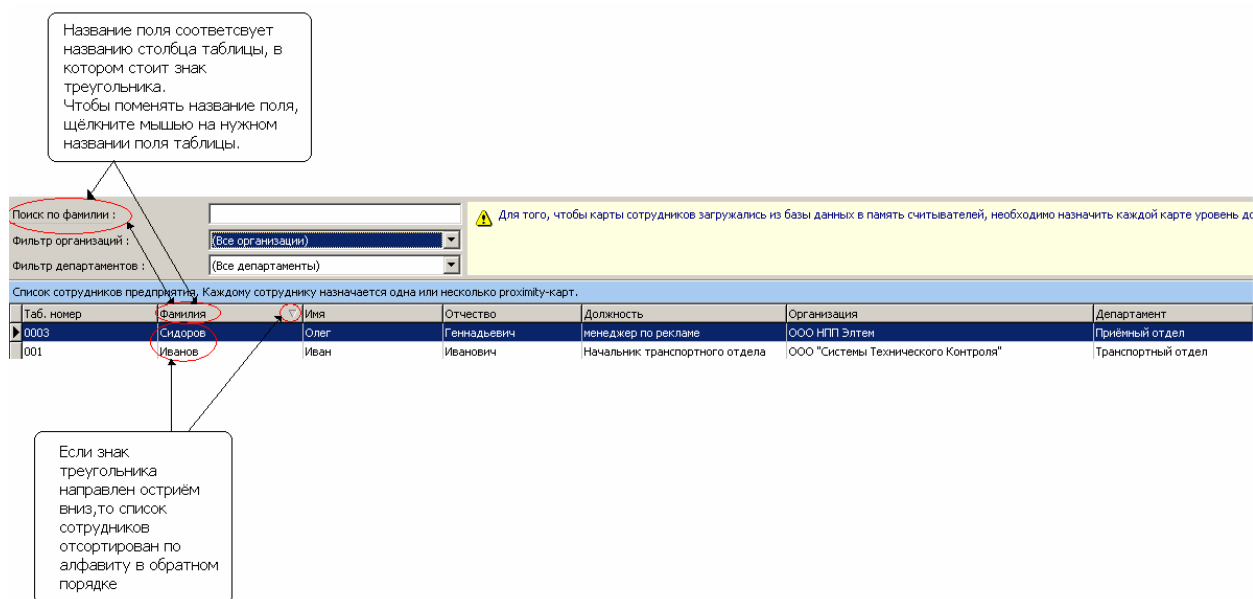 Название поля соответсвует
названию столбца таблицы, в
котором стоит знак
треугольника.
Чтобы поменять название поля,
щёлкните мышью на нужном
названии поля таблицы.
Поиск по фамилии :
Для того, чтобы карты сотрудников загружались из базы данных в память считывателей, необходимо назначить каждой карте уровень до
Фильтр организаций : (Все организации)
Фильтр департаментов : (Все департаменты)
Список сотрудников предприятия. Каждому сотруднику назначается одна или несколько proximity-карт.
Таб. номер Фамилия Имя Отчество Должность Организация Департамент
0003 Сидоров Олег Геннадьевич менеджер по рекламе ООО НПП Элтем Приёмный отдел
001 Иванов Иван Иванович Начальник транспортного отдела ООО "Системы Технического Контроля" Транспортный отдел
Если знак
треугольника
направлен остриём
вниз,то список
сотрудников
отсортирован по
алфавиту в обратном
порядке